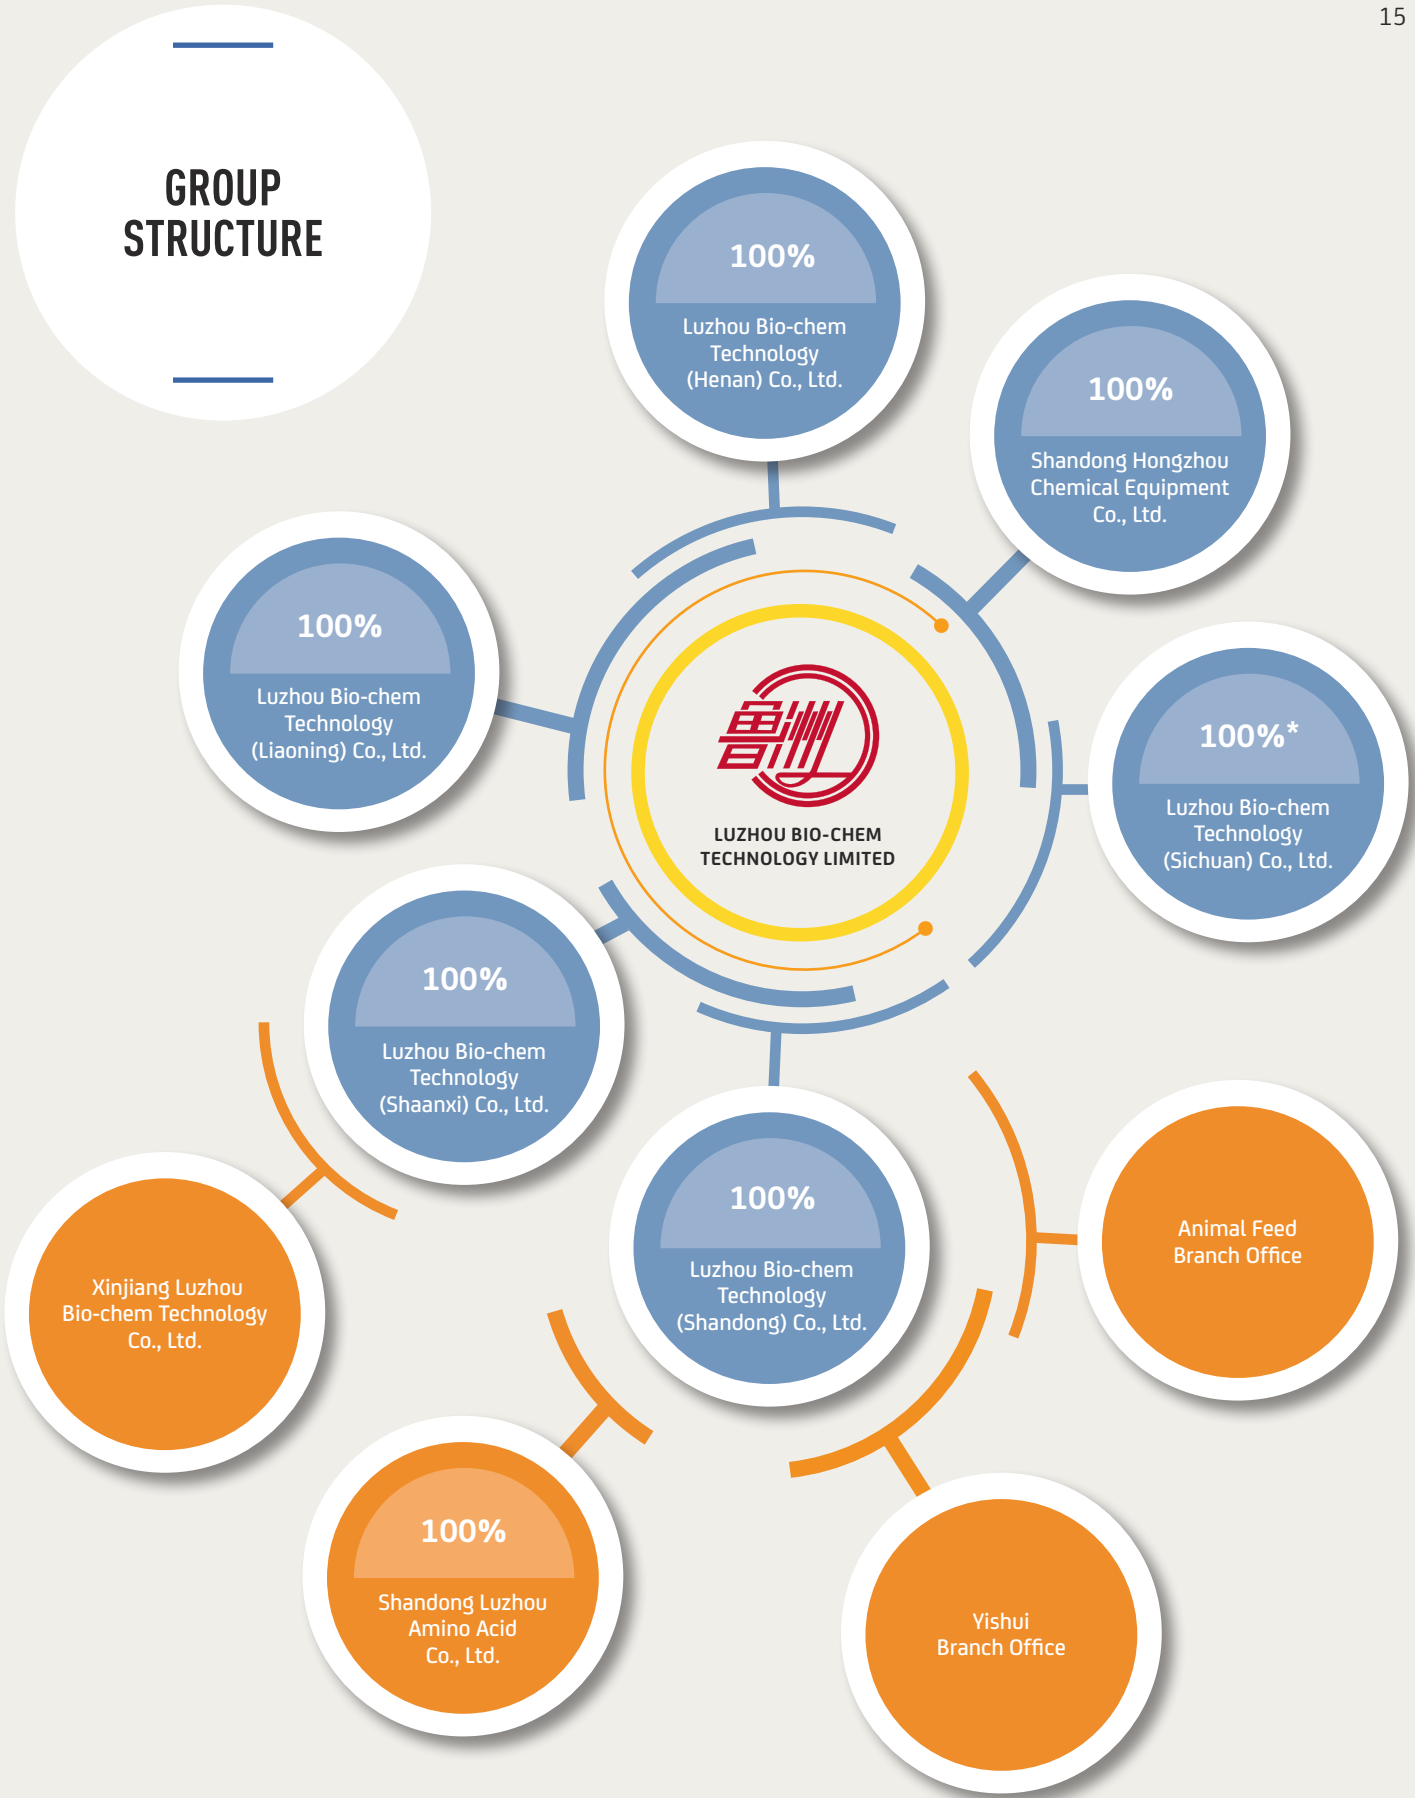 15
GROUP
STRUCTURE
100%
Luzhou Bio-chem
Technology
(Henan) Co., Ltd.
100%
Shandong Hongzhou
Chemical Equipment
Co., Ltd.
100%
Luzhou Bio-chem
Technology
(Liaoning) Co., Ltd.
100%*
Luzhou Bio-chem
Technology
(Sichuan) Co., Ltd.
鲁洲
LUZHOU BIO-CHEM
TECHNOLOGY LIMITED
100%
Luzhou Bio-chem
Technology
(Shaanxi) Co., Ltd.
100%
Luzhou Bio-chem
Technology
(Shandong) Co., Ltd.
Animal Feed
Branch Office
Xinjiang Luzhou
Bio-chem Technology
Co., Ltd.
100%
Shandong Luzhou
Amino Acid
Co., Ltd.
Yishui
Branch Office